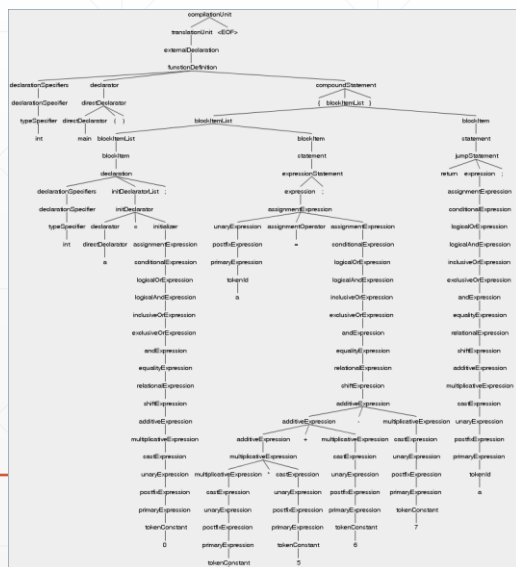 compilationUnit
translationUnit <EOF>
externalDeclaration
functionDefinition
declarationSpecifiers declarator compoundStatement
declarationSpecifier directDeclarator { blockItemList }
typeSpecifier directDeclarator ( ) blockItemList blockItem
int main blockItemList blockItem statement
blockItem statement jumpStatement
declaration expressionStatement return expression ;
declarationSpecifiers initDeclaratorList ; expression ; assignmentExpression
declarationSpecifier initDeclarator assignmentExpression conditionalExpression
typeSpecifier declarator = initializer unaryExpression assignmentOperator assignmentExpression logicalOrExpression
int directDeclarator assignmentExpression postfixExpression = conditionalExpression logicalAndExpression
a conditionalExpression primaryExpression logicalOrExpression inclusiveOrExpression
logicalOrExpression tokenId logicalAndExpression exclusiveOrExpression
logicalAndExpression a inclusiveOrExpression andExpression
inclusiveOrExpression exclusiveOrExpression equalityExpression
exclusiveOrExpression andExpression relationalExpression
andExpression equalityExpression shiftExpression
equalityExpression relationalExpression additiveExpression
relationalExpression shiftExpression multiplicativeExpression
shiftExpression additiveExpression castExpression
additiveExpression additiveExpression - multiplicativeExpression unaryExpression
multiplicativeExpression additiveExpression + multiplicativeExpression castExpression postfixExpression
castExpression multiplicativeExpression castExpression unaryExpression primaryExpression
unaryExpression multiplicativeExpression * castExpression unaryExpression postfixExpression tokenId
postfixExpression castExpression unaryExpression postfixExpression primaryExpression a
primaryExpression unaryExpression postfixExpression primaryExpression tokenConstant
tokenConstant postfixExpression primaryExpression tokenConstant 7
0 primaryExpression tokenConstant 6
tokenConstant 5